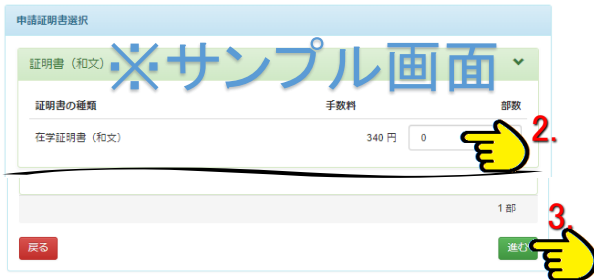 申請証明書選択
証明書（和文）
※サンプル画面
証明書の種類 手数料 部数
在学証明書（和文） 340 円 0
2.
1 部
3.
戻る 進む